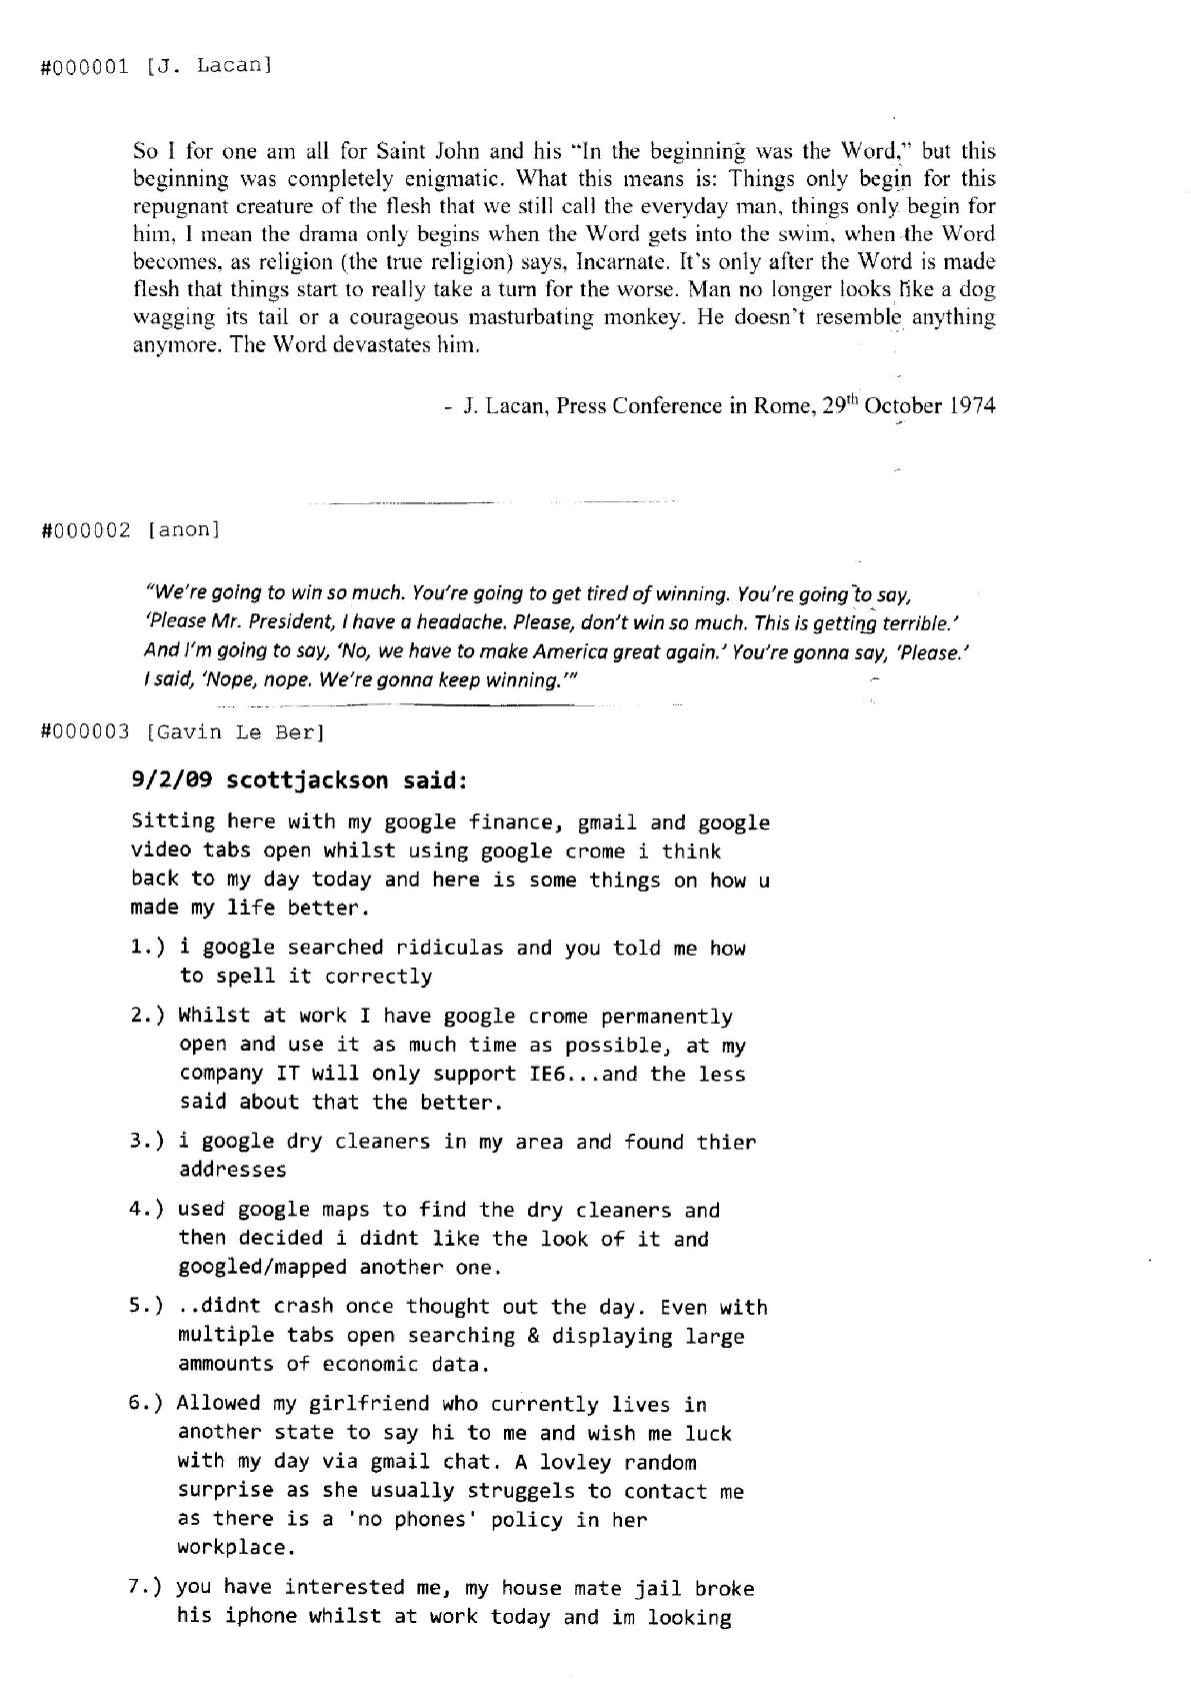 #000001 [J. Lacan]
So I for one am all for Saint John and his “In the beginning was the Word,” but this
beginning was completely enigmatic. What this means is: Things only begin for this
repugnant creature of the flesh that we still call the everyday man, things only begin for
him, I mean the drama only begins when the Word gets into the swim, when the Word
becomes, as religion (the true religion) says, Incarnate. It's only after the Word is made
flesh that things start to really take a turn for the worse. Man no longer looks like a dog
wagging its tail or a courageous masturbating monkey. He doesn't resemble anything
anymore. The Word devastates him.
- J. Lacan, Press Conference in Rome, 29th October 1974
#000002 [anon]
“We're going to win so much. You're going to get tired of winning. You're going to say,
‘Please Mr. President, I have a headache. Please, don't win so much. This is getting terrible.’
And I'm going to say, ‘No, we have to make America great again.’ You're gonna say, ‘Please.’
I said, ‘Nope, nope. We're gonna keep winning.’”
#000003 [Gavin Le Ber]
9/2/09 scottjackson said:
Sitting here with my google finance, gmail and google
video tabs open whilst using google crome i think
back to my day today and here is some things on how u
made my life better.
1.) i google searched ridiculas and you told me how
to spell it correctly
2.) Whilst at work I have google crome permanently
open and use it as much time as possible, at my
company IT will only support IE6...and the less
said about that the better.
3.) i google dry cleaners in my area and found thier
addresses
4.) used google maps to find the dry cleaners and
then decided i didnt like the look of it and
googled/mapped another one.
5.) ..didnt crash once thought out the day. Even with
multiple tabs open searching & displaying large
ammounts of economic data.
6.) Allowed my girlfriend who currently lives in
another state to say hi to me and wish me luck
with my day via gmail chat. A lovley random
surprise as she usually struggels to contact me
as there is a 'no phones' policy in her
workplace.
7.) you have interested me, my house mate jail broke
his iphone whilst at work today and im looking